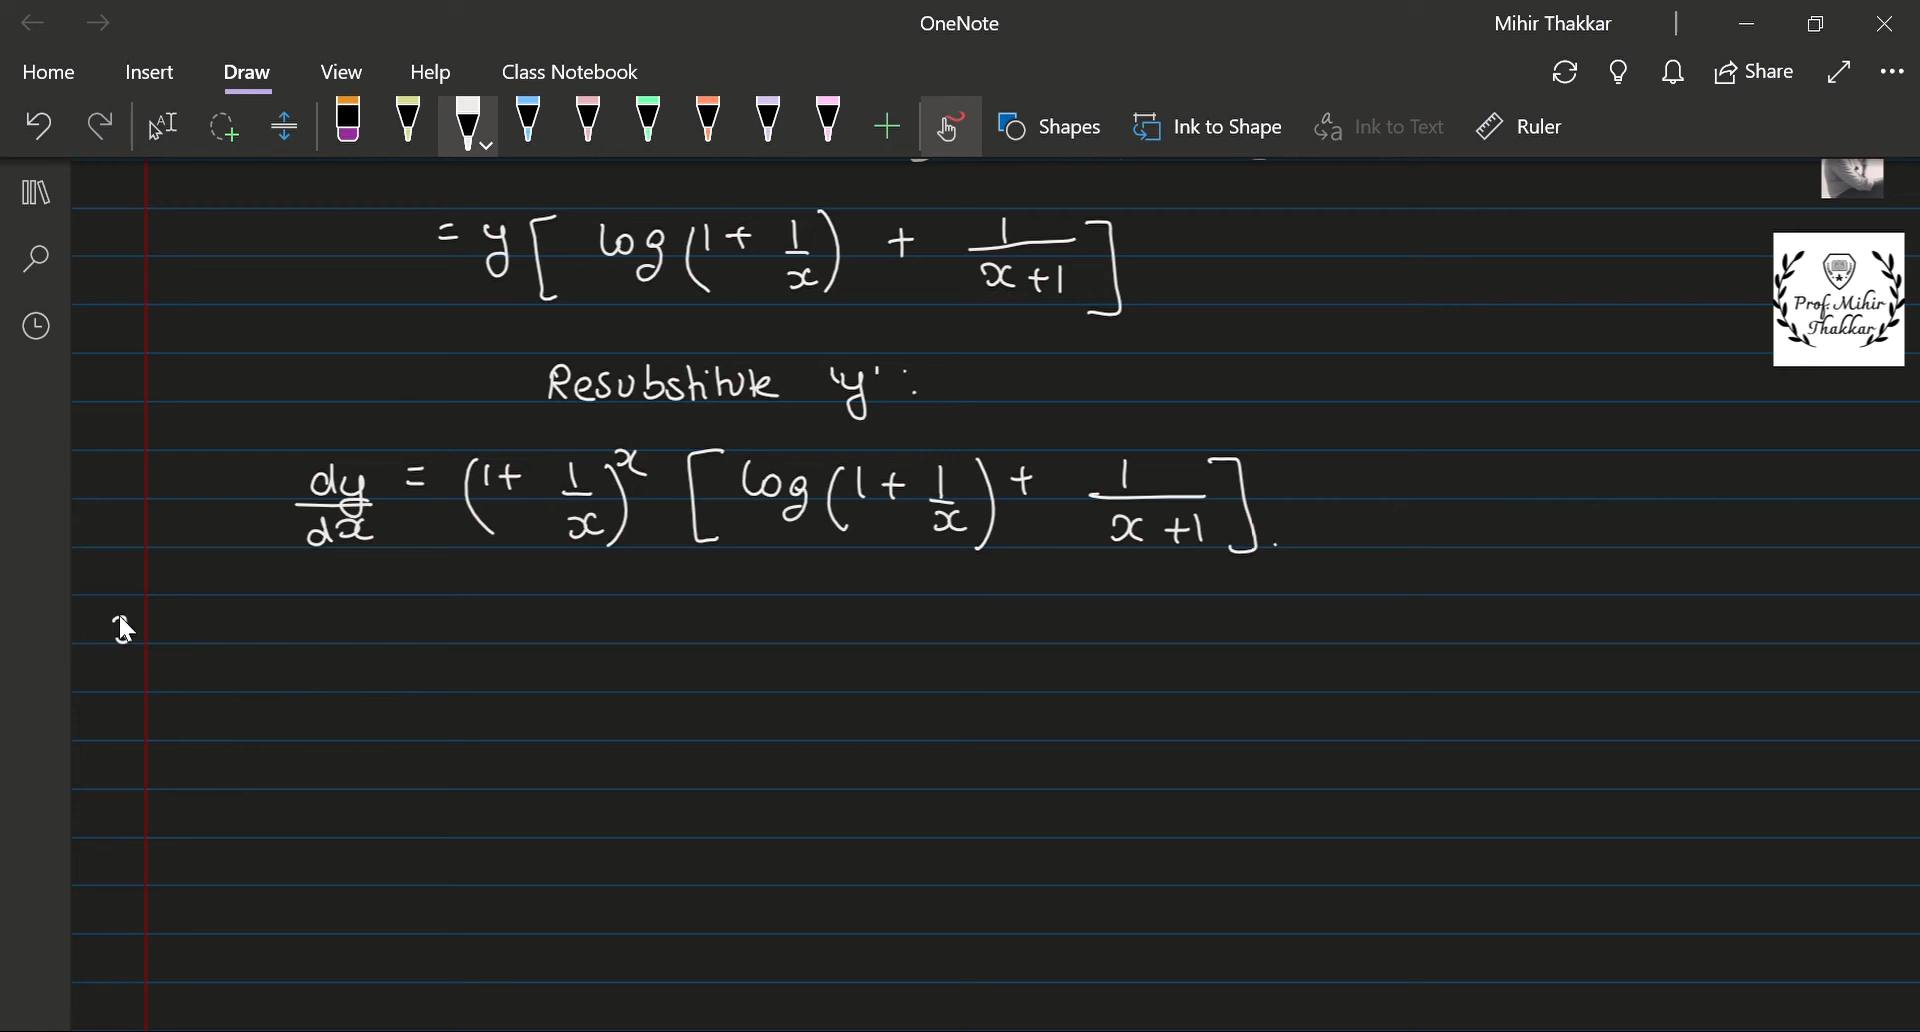 OneNote
Mihir Thakkar
Home Insert Draw View Help Class Notebook Share
Shapes Ink to Shape Ink to Text Ruler
= y[ log(1 + 1/x) + 1/(x+1) ]
Resubstitute 'y' :
dy/dx = (1 + 1/x)^x [ log(1 + 1/x) + 1/(x+1) ].
Prof. Mihir
Thakkar